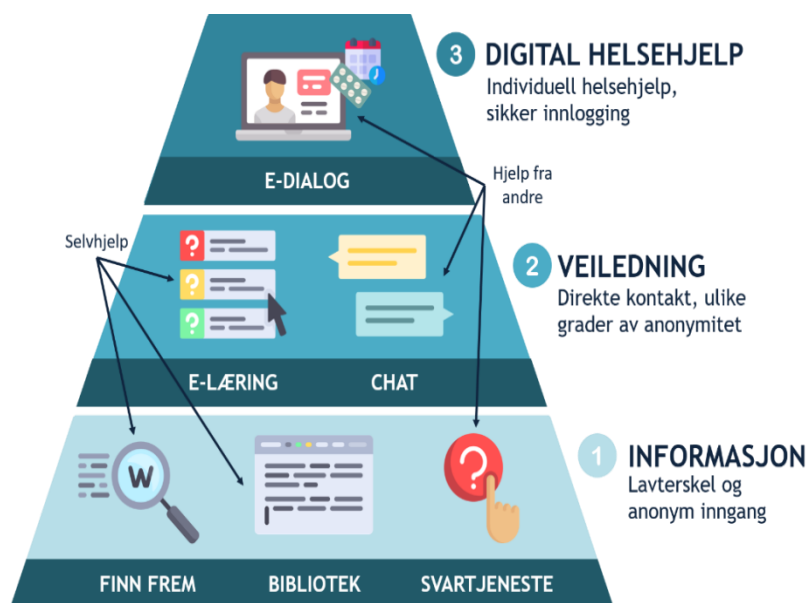 3 DIGITAL HELSEHJELP
Individuell helsehjelp,
sikker innlogging
E-DIALOG
Hjelp fra
andre
Selvhjelp
?
?
?
2 VEILEDNING
Direkte kontakt, ulike
grader av anonymitet
E-LÆRING
CHAT
W
?
1 INFORMASJON
Lavterskel og
anonym inngang
FINN FREM
BIBLIOTEK
SVARTJENESTE